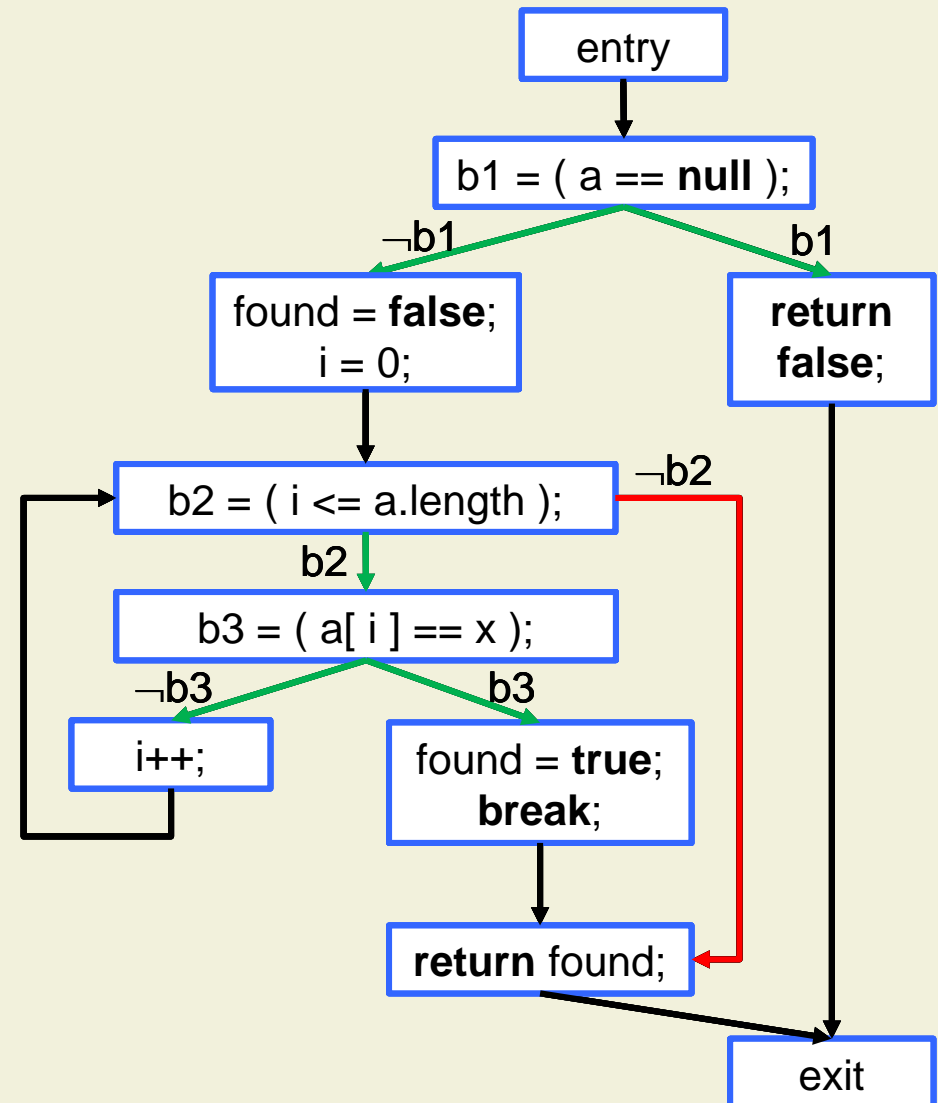 entry
b1 = ( a == null );
¬b1
b1
found = false;
i = 0;
return
false;
¬b2
b2 = ( i <= a.length );
b2
b3 = ( a[ i ] == x );
¬b3
b3
i++;
found = true;
break;
return found;
exit